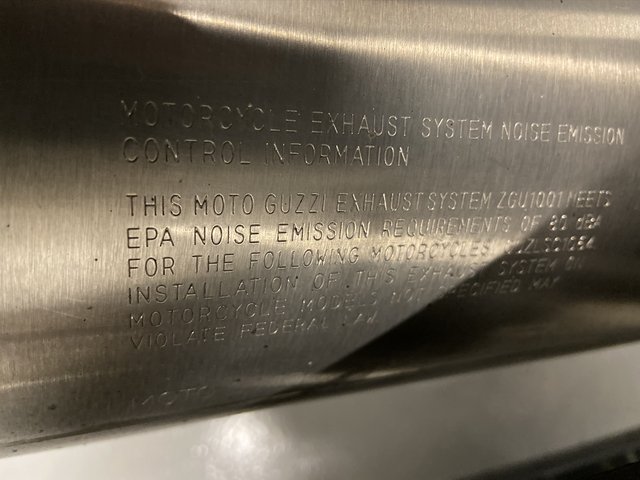 MOTORCYCLE EXHAUST SYSTEM NOISE EMISSION
CONTROL INFORMATION
THIS MOTO GUZZI EXHAUST SYSTEM ZGU1001 MEETS
EPA NOISE EMISSION REQUIREMENTS OF dBA
FOR THE FOLLOWING MOTORCYCLES
INSTALLATION OF THIS EXHAUST SYSTEM ON
MOTORCYCLE MODELS NOT SPECIFIED MAY
VIOLATE FEDERAL LAW
MOTO